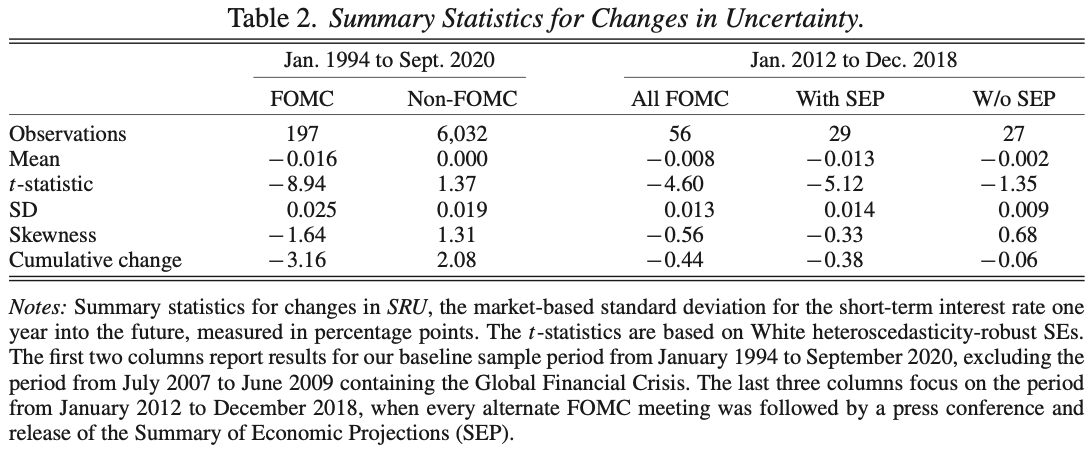 Table 2. Summary Statistics for Changes in Uncertainty.
Jan. 1994 to Sept. 2020 Jan. 2012 to Dec. 2018
FOMC Non-FOMC All FOMC With SEP W/o SEP
Observations 197 6,032 56 29 27
Mean −0.016 0.000 −0.008 −0.013 −0.002
t-statistic −8.94 1.37 −4.60 −5.12 −1.35
SD 0.025 0.019 0.013 0.014 0.009
Skewness −1.64 1.31 −0.56 −0.33 0.68
Cumulative change −3.16 2.08 −0.44 −0.38 −0.06
Notes: Summary statistics for changes in SRU, the market-based standard deviation for the short-term interest rate one
year into the future, measured in percentage points. The t-statistics are based on White heteroscedasticity-robust SEs.
The first two columns report results for our baseline sample period from January 1994 to September 2020, excluding the
period from July 2007 to June 2009 containing the Global Financial Crisis. The last three columns focus on the period
from January 2012 to December 2018, when every alternate FOMC meeting was followed by a press conference and
release of the Summary of Economic Projections (SEP).